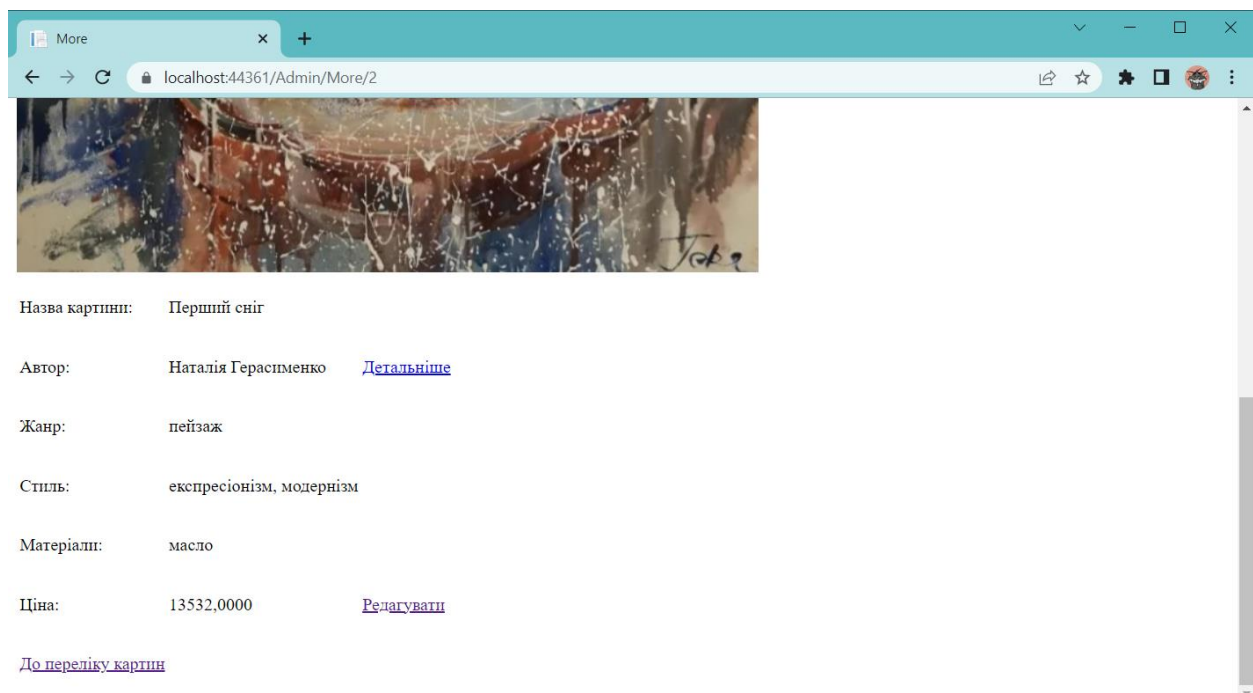 More
localhost:44361/Admin/More/2
Назва картини: Перший сніг
Автор: Наталія Герасименко Детальніше
Жанр: пейзаж
Стиль: експресіонізм, модернізм
Матеріали: масло
Ціна: 13532,0000 Редагувати
До переліку картин